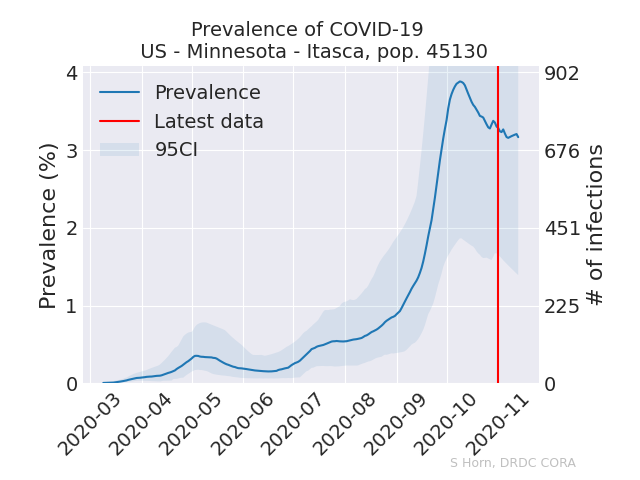 Prevalence of COVID-19
US - Minnesota - Itasca, pop. 45130
Prevalence
Latest data
95CI
Prevalence (%)
4
3
2
1
0
902
676
451
225
0
# of infections
2020-03
2020-04
2020-05
2020-06
2020-07
2020-08
2020-09
2020-10
2020-11
S Horn, DRDC CORA